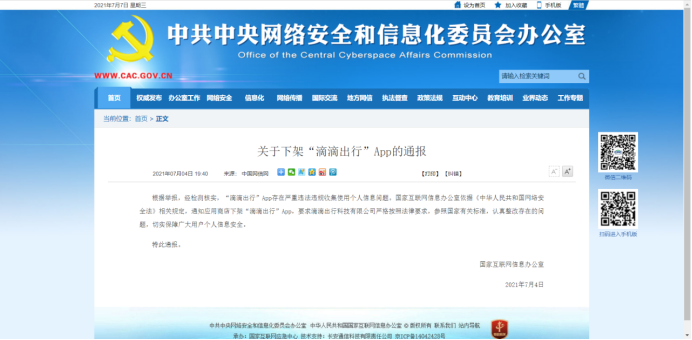 2021年7月7日 星期三
设为首页 加入收藏 手机版 繁體
中共中央网络安全和信息化委员会办公室
Office of the Central Cyberspace Affairs Commission
WWW.CAC.GOV.CN
请输入检索关键词
首页 权威发布 办公室工作 网络安全 信息化 网络传播 国际交流 地方网信 执法督查 政策法规 互动中心 教育培训 业界动态 工作专题
当前位置：首页 > 正文
关于下架“滴滴出行”App的通报
2021年07月04日 19:40 来源： 中国网信网 【打印】 【纠错】
根据举报，经检测核实，“滴滴出行”App存在严重违法违规收集使用个人信息问题。国家互联网信息办公室依据《中华人民共和国网络安
全法》相关规定，通知应用商店下架“滴滴出行”App，要求滴滴出行科技有限公司严格按照法律要求，参照国家有关标准，认真整改存在的问
题，切实保障广大用户个人信息安全。
特此通报。
国家互联网信息办公室
2021年7月4日
微信二维码
扫码进入手机版
中共中央网络安全和信息化委员会办公室 中华人民共和国国家互联网信息办公室 © 版权所有 联系我们 站内导航
承办：国家互联网应急中心 技术支持：长安通信科技有限责任公司 京ICP备14042428号